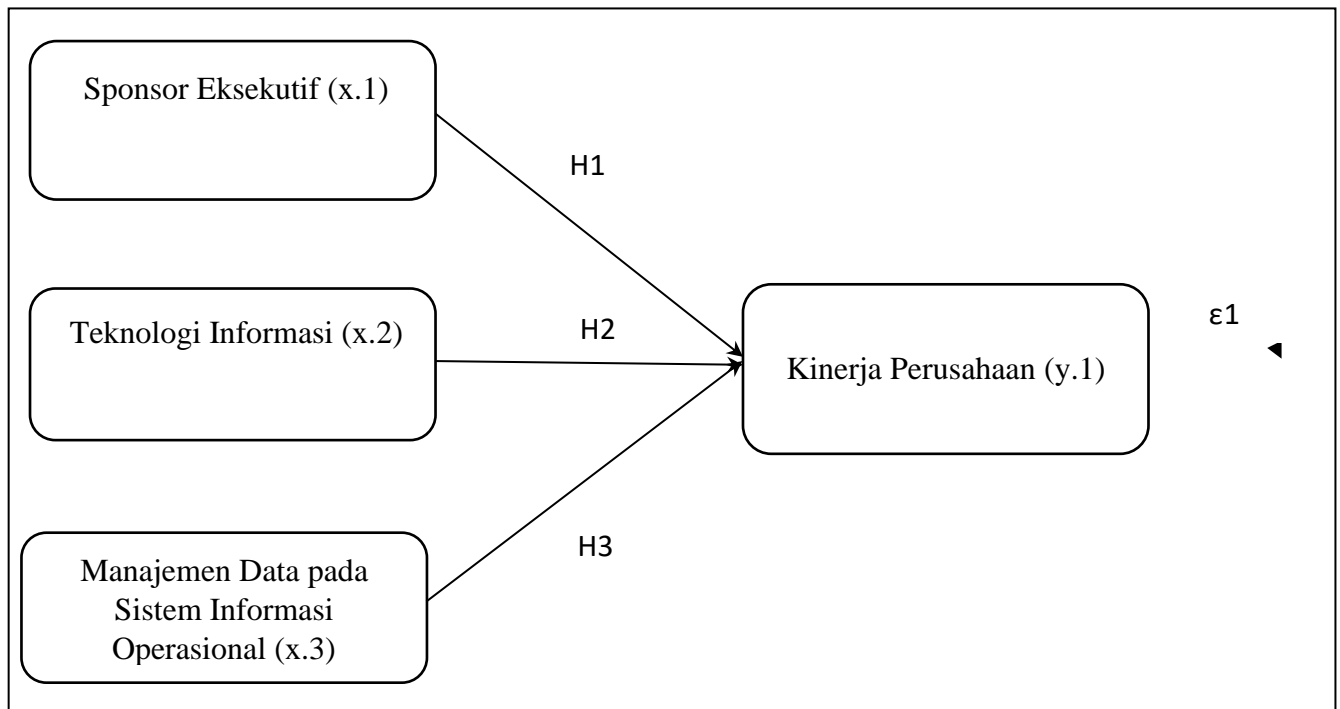 Sponsor Eksekutif (x.1)
H1
Teknologi Informasi (x.2)
H2
Kinerja Perusahaan (y.1)
ε1
H3
Manajemen Data pada
Sistem Informasi
Operasional (x.3)